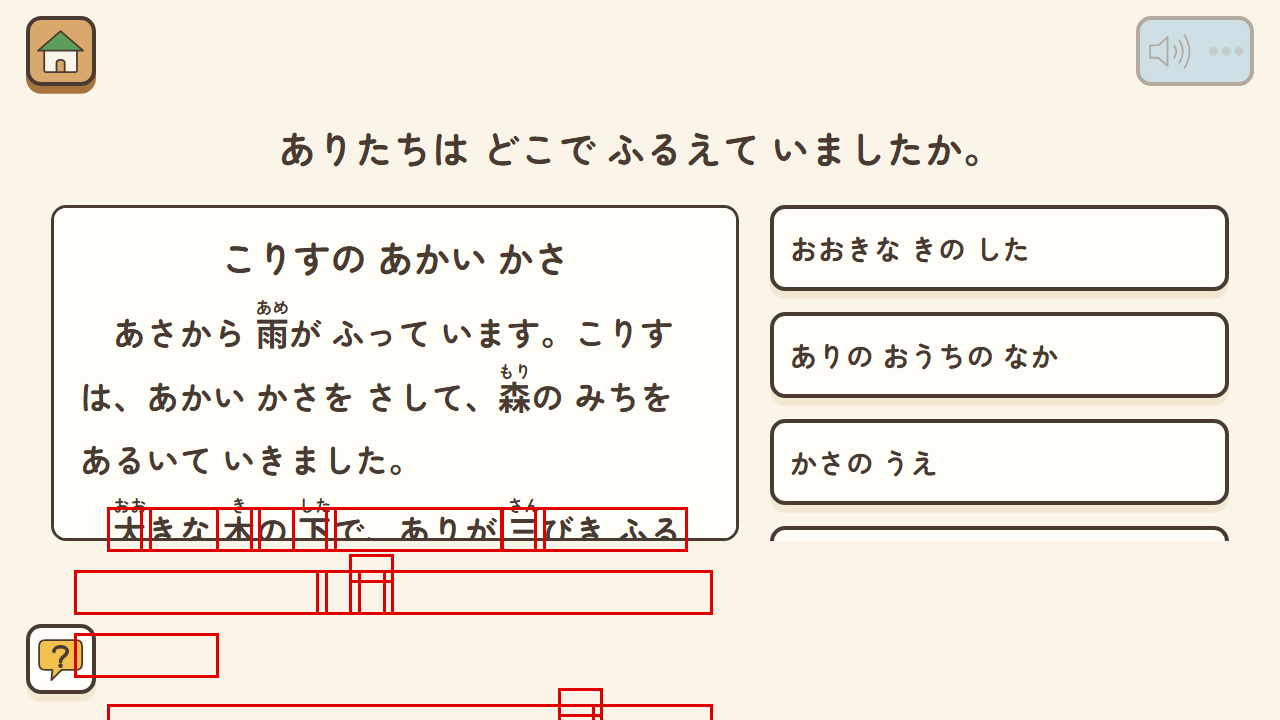 ありたちは どこで ふるえて いましたか。
こりすの あかい かさ
あめ
あさから 雨が ふって います。こりす
もり
は、あかい かさを さして、森の みちを
あるいて いきました。
おお き した さん
大きな 木の 下で、ありが 三びき ふる
おおきな きの した
ありの おうちの なか
かさの うえ
?